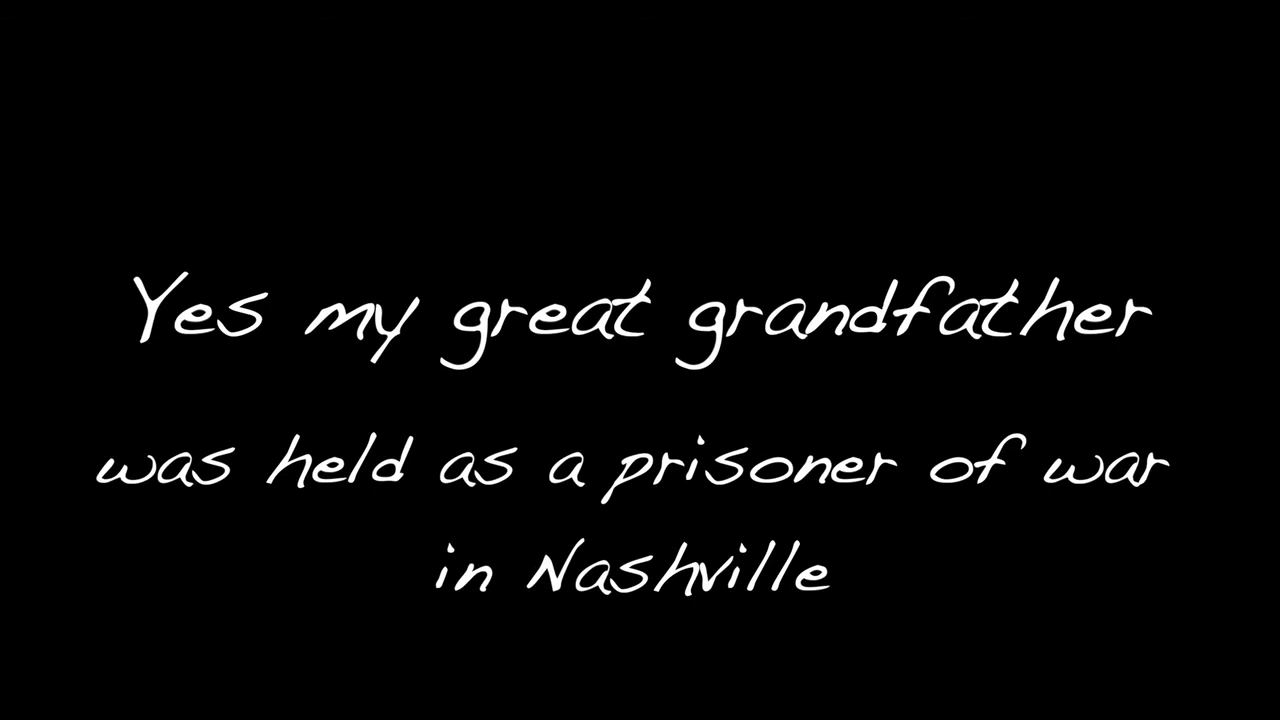 Yes my great grandfather
was held as a prisoner of war
in Nashville